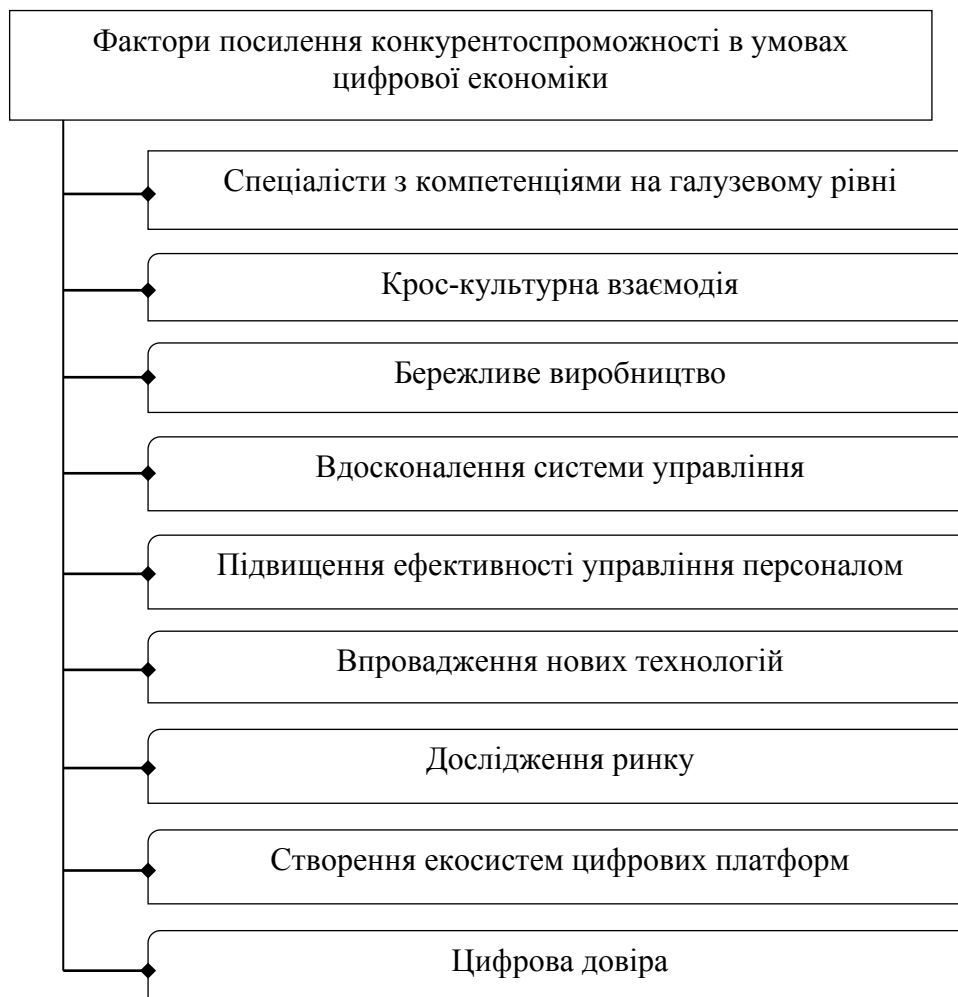 Фактори посилення конкурентоспроможності в умовах
цифрової економіки
Спеціалісти з компетенціями на галузевому рівні
Крос-культурна взаємодія
Бережливе виробництво
Вдосконалення системи управління
Підвищення ефективності управління персоналом
Впровадження нових технологій
Дослідження ринку
Створення екосистем цифрових платформ
Цифрова довіра